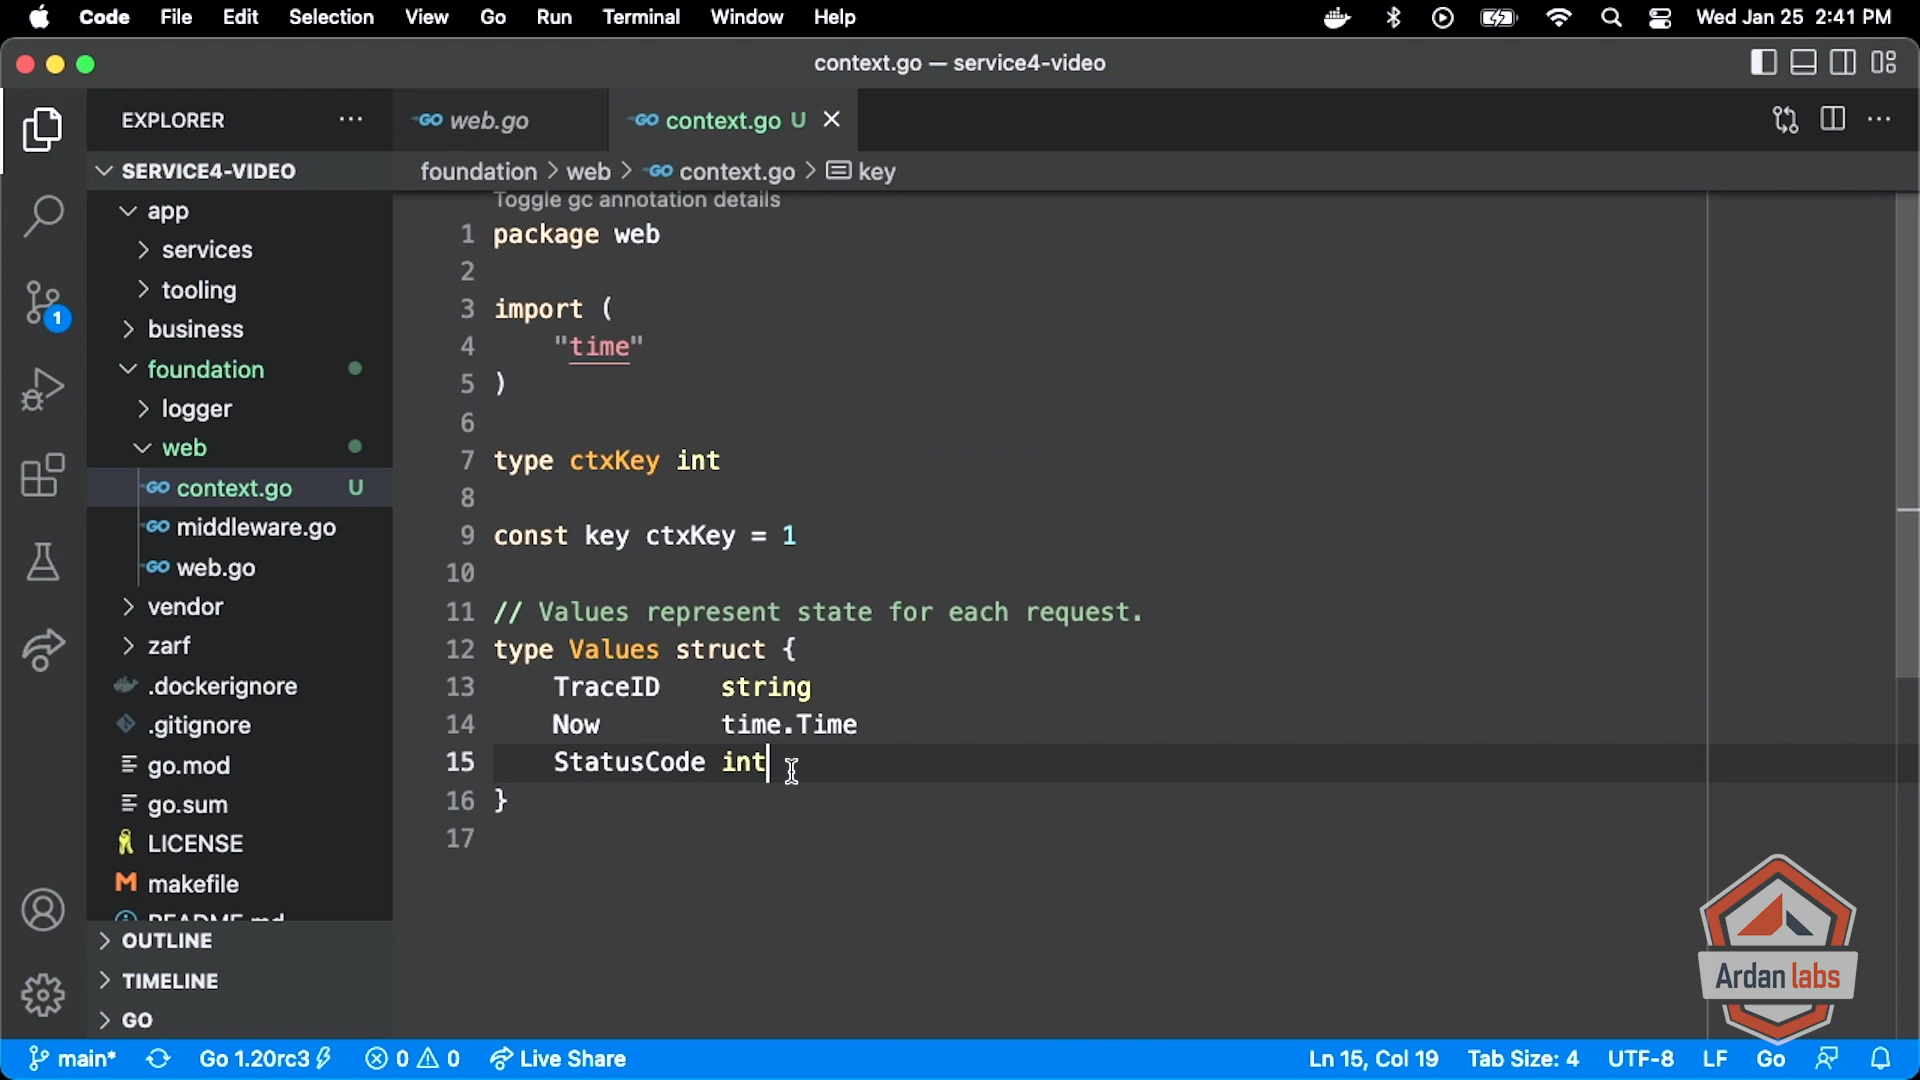 Code File Edit Selection View Go Run Terminal Window Help Wed Jan 25 2:41 PM
context.go — service4-video
EXPLORER
web.go
context.go U
SERVICE4-VIDEO
foundation > web > context.go > key
app
services
tooling
business
foundation
logger
web
context.go U
middleware.go
web.go
vendor
zarf
.dockerignore
.gitignore
go.mod
go.sum
LICENSE
makefile
README.md
OUTLINE
TIMELINE
GO
1
Toggle gc annotation details
1 package web
2
3 import (
4 "time"
5 )
6
7 type ctxKey int
8
9 const key ctxKey = 1
10
11 // Values represent state for each request.
12 type Values struct {
13 TraceID string
14 Now time.Time
15 StatusCode int
16 }
17
Ardan labs
main* Go 1.20rc3 0 0 Live Share Ln 15, Col 19 Tab Size: 4 UTF-8 LF Go